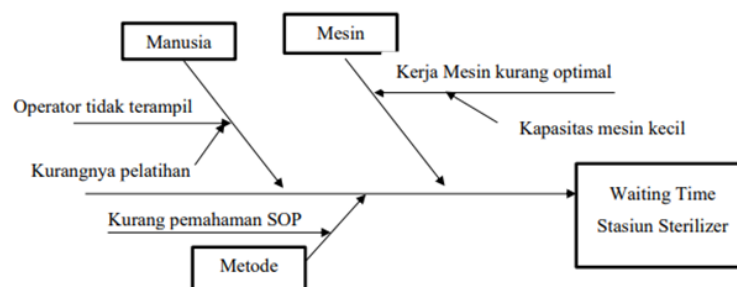 Manusia
Mesin
Kerja Mesin kurang optimal
Operator tidak terampil
Kapasitas mesin kecil
Kurangnya pelatihan
Waiting Time
Stasiun Sterilizer
Kurang pemahaman SOP
Metode